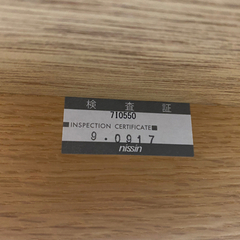 検査証
710550
INSPECTION CERTIFICATE
9.0917
nissin